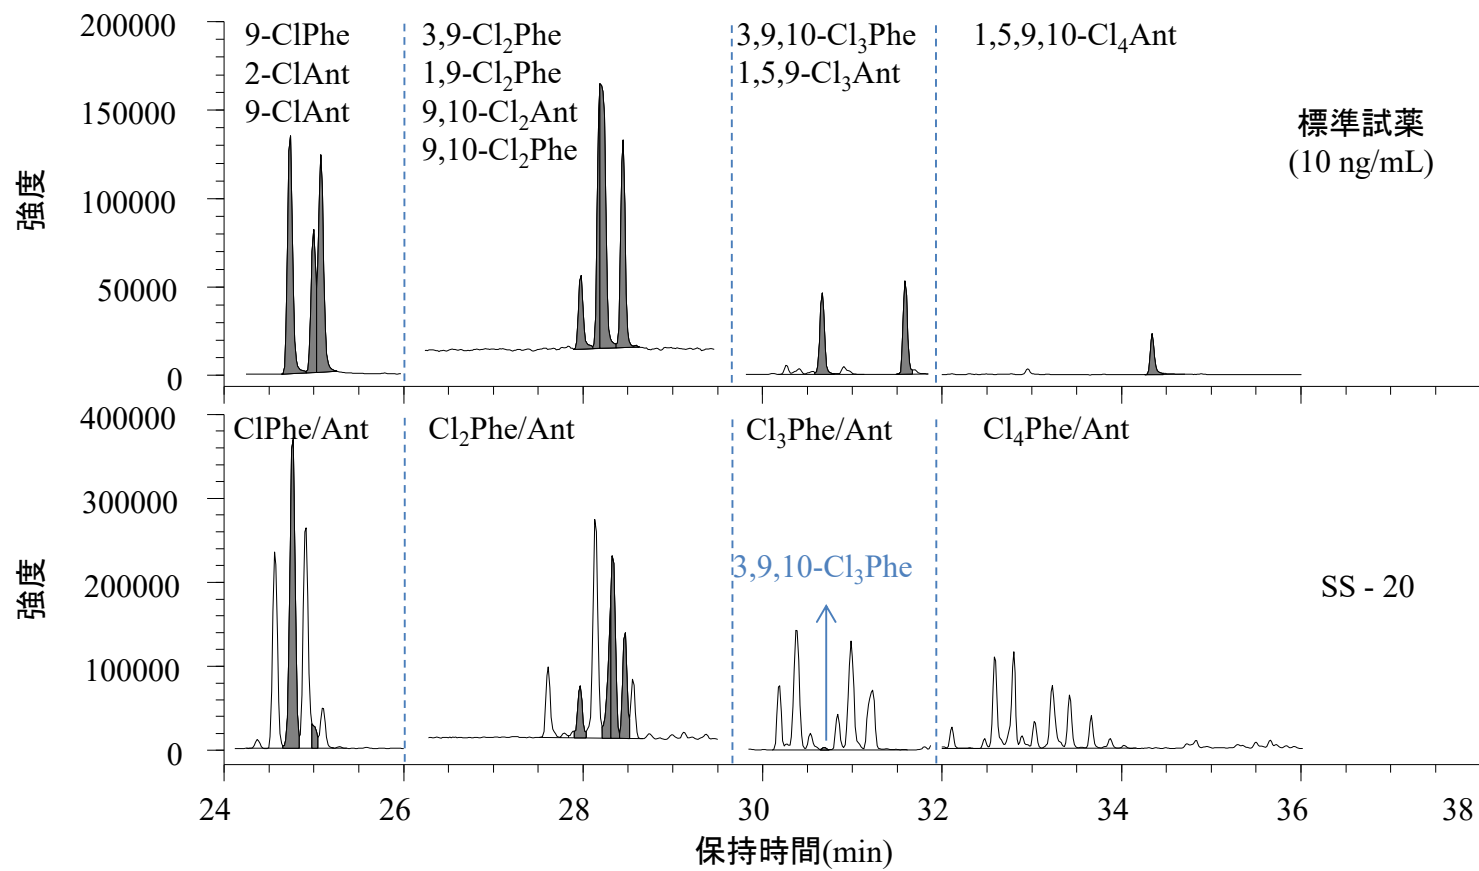 200000
150000
100000
50000
0
強度
9-ClPhe
2-ClAnt
9-ClAnt
3,9-Cl₂Phe
1,9-Cl₂Phe
9,10-Cl₂Ant
9,10-Cl₂Phe
3,9,10-Cl₃Phe
1,5,9-Cl₃Ant
1,5,9,10-Cl₄Ant
標準試薬
(10 ng/mL)
400000
300000
200000
100000
0
強度
ClPhe/Ant
Cl₂Phe/Ant
Cl₃Phe/Ant
Cl₄Phe/Ant
3,9,10-Cl₃Phe
SS - 20
24 26 28 30 32 34 36 38
保持時間(min)